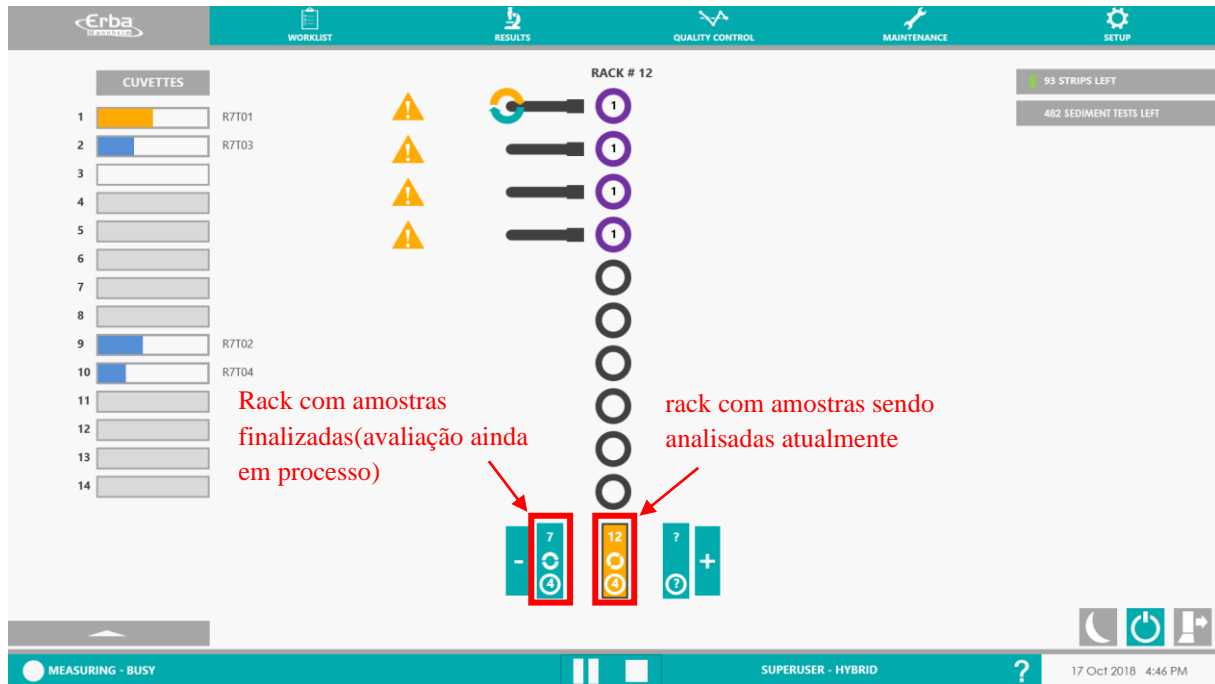 Erba
Mannheim
WORKLIST
RESULTS
QUALITY CONTROL
MAINTENANCE
SETUP
CUVETTES
RACK # 12
93 STRIPS LEFT
482 SEDIMENT TESTS LEFT
1 R7T01
2 R7T03
3
4
5
6
7
8
9 R7T02
10 R7T04
11
12
13
14
1
1
1
1
Rack com amostras
finalizadas(avaliação ainda
em processo)
rack com amostras sendo
analisadas atualmente
- 7 4
12 4
? ? +
MEASURING - BUSY
SUPERUSER - HYBRID
?
17 Oct 2018 4:46 PM